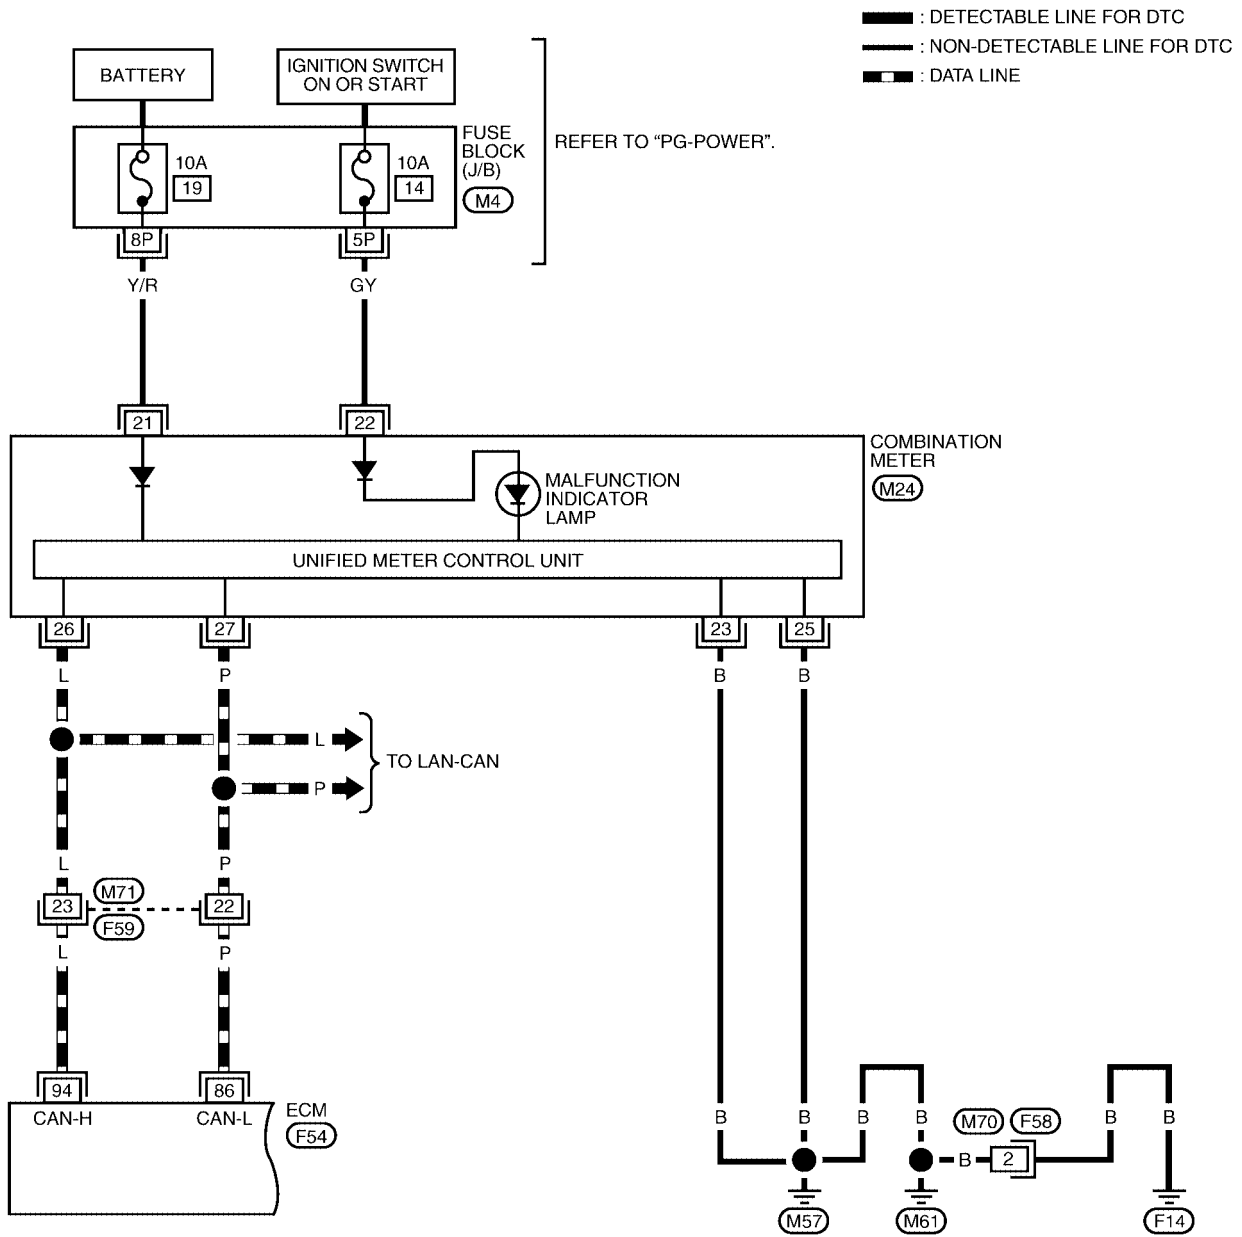 : DETECTABLE LINE FOR DTC
: NON-DETECTABLE LINE FOR DTC
: DATA LINE
BATTERY
IGNITION SWITCH
ON OR START
FUSE
BLOCK
(J/B)
M4
REFER TO “PG-POWER”.
10A
19
10A
14
8P
5P
Y/R
GY
21
22
COMBINATION
METER
M24
MALFUNCTION
INDICATOR
LAMP
UNIFIED METER CONTROL UNIT
26
27
23
25
L
P
B
B
L
P
TO LAN-CAN
L
P
23
M71
F59
22
L
P
94
86
CAN-H
CAN-L
ECM
F54
B
B
B
B
M70
F58
B
B
B
2
M57
M61
F14